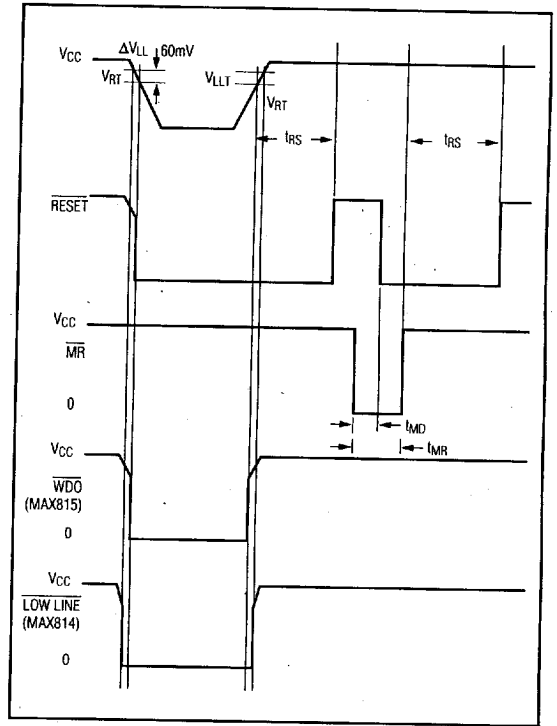 VCC
ΔVLL 60mV
VRT
VLLT
VRT
tRS
tRS
RESET
VCC
MR
0
tMD
tMR
VCC
WDO
(MAX815)
0
VCC
LOW LINE
(MAX814)
0